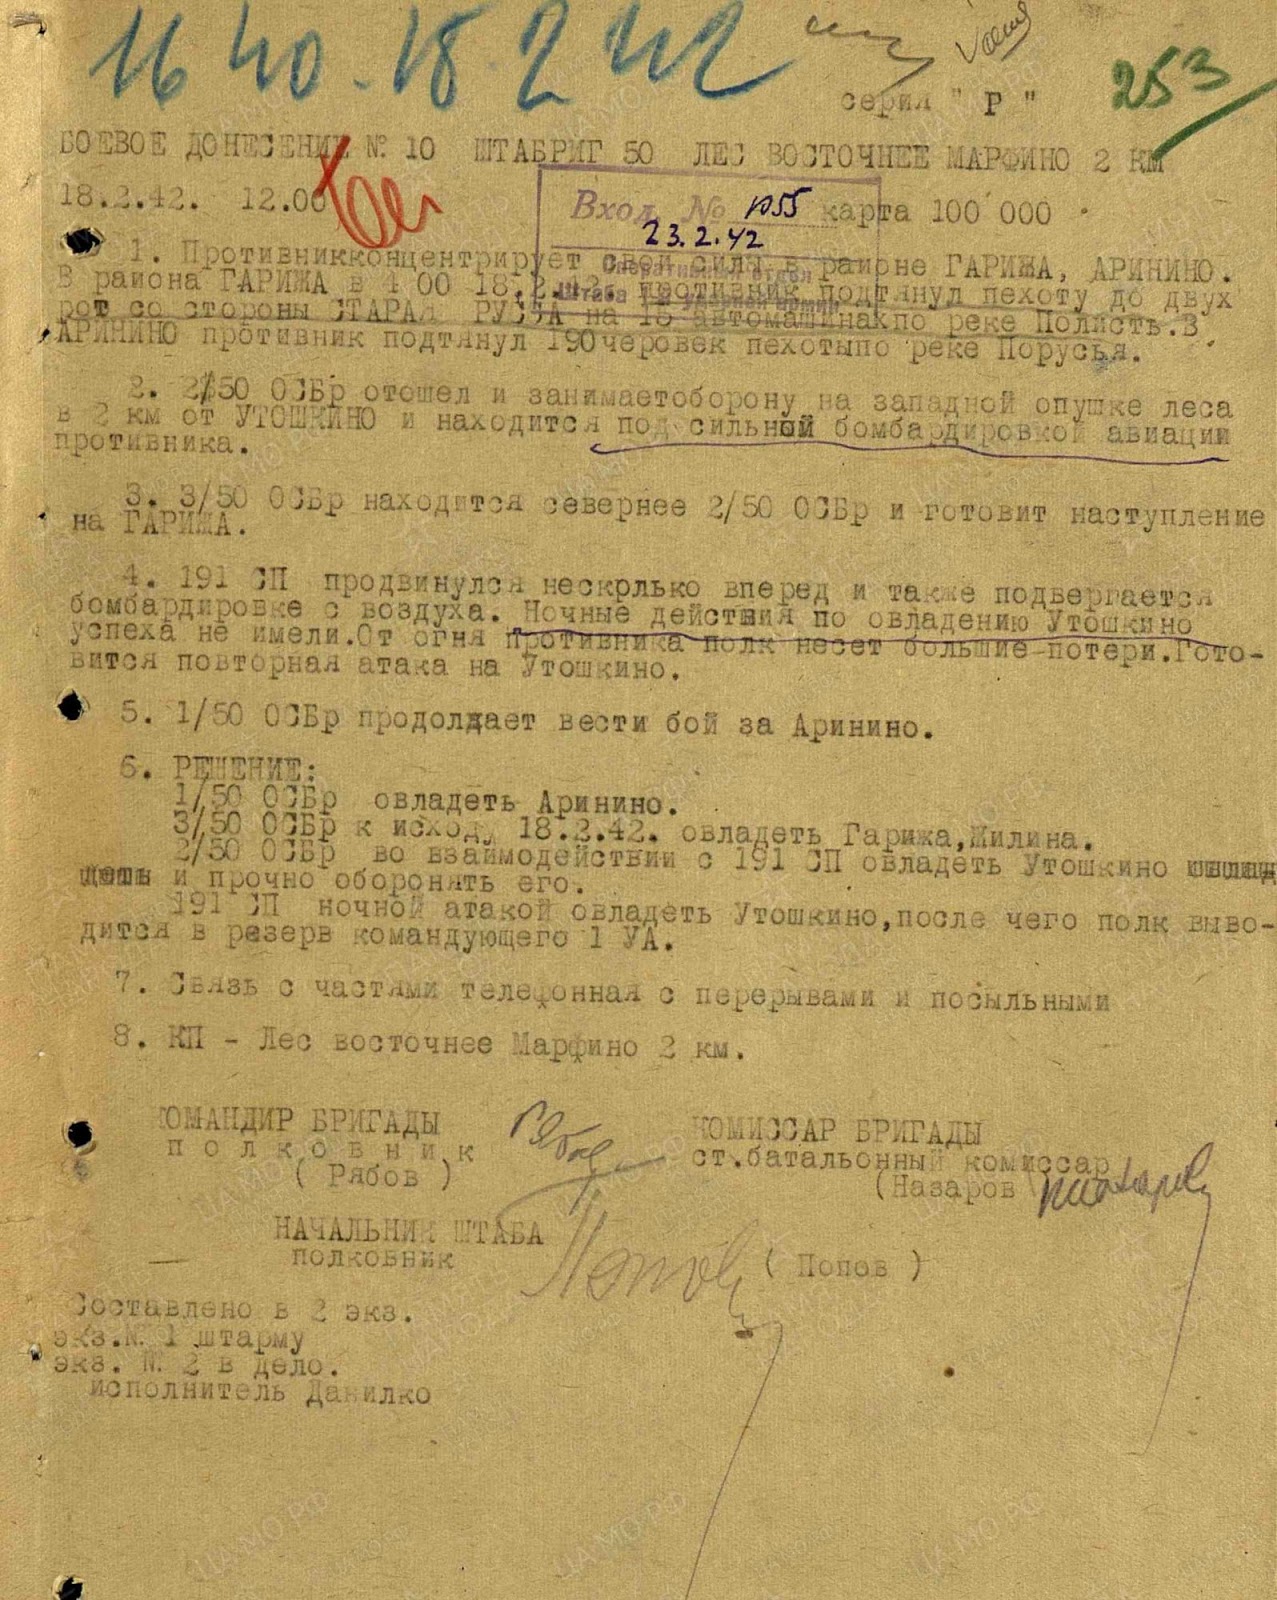 16 40 - 18 2 42
253
серия " Р "
БОЕВОЕ ДОНЕСЕНИЕ № 10 ШТАБРИГ 50 ЛЕС ВОСТОЧНЕЕ МАРФИНО 2 КМ
18.2.42. 12.00 карта 100 000
Вход. № 1055
23.2.42
1. Противникконцентрирует свои силы в районе ГАРИЖА, АРИНИНО.
В района ГАРИЖА в 4 00 18.2.42. противник подтянул пехоту до двух
рот со стороны СТАРАЯ РУССА на 15 автомашинахпо реке Полисть.В
АРИНИНО противник подтянул 190черовек пехотыпо реке Порусья.
2. 2/50 ОСБр отошел и занимаетоборону на западной опушке леса
в 2 км от УТОШКИНО и находится под сильной бомбардировкой авиации
противника.
3. 3/50 ОСБр находится севернее 2/50 ОСБр и готовит наступление
на ГАРИЖА.
4. 191 СП продвинулся нескрлько вперед и также подвергается
бомбардировке с воздуха. Ночные действия по овладению Утошкино
успеха не имели.От огня противника полк несет большие потери.Гото-
вится повторная атака на Утошкино.
5. 1/50 ОСБр продолдает вести бой за Аринино.
6. РЕШЕНИЕ:
1/50 ОСБр овладеть Аринино.
3/50 ОСБр к исходу 18.2.42. овладеть Гарижа,Жилина.
2/50 ОСБр во взаимодействии с 191 СП овладеть Утошкино
и прочно оборонять его.
191 СП ночной атакой овладеть Утошкино,после чего полк выво-
дится в резерв командующего 1 УА.
7. Связь с частями телефонная с перерывами и посыльными
8. КП - Лес восточнее Марфино 2 км.
КОМАНДИР БРИГАДЫ КОМИССАР БРИГАДЫ
п о л к о в н и к ст.батальонный комиссар
( Рябов ) (Назаров
НАЧАЛЬНИК ШТАБА
полковник ( Попов )
Составлено в 2 экз.
экз.№ 1 штарму
экз. № 2 в дело.
исполнитель Данилко